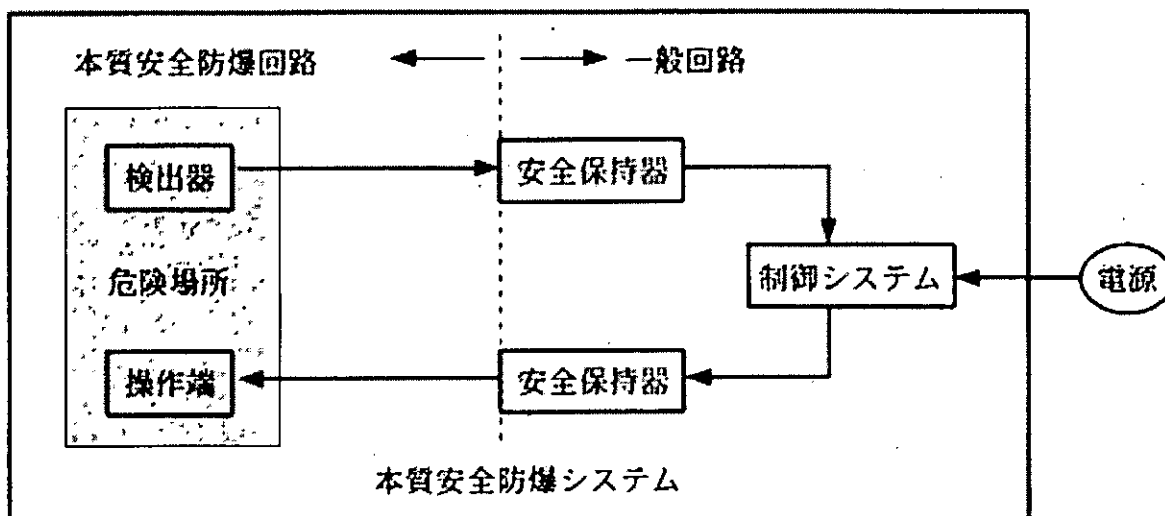 本質安全防爆回路
一般回路
検出器
安全保持器
危険場所
制御システム
電源
操作端
安全保持器
本質安全防爆システム